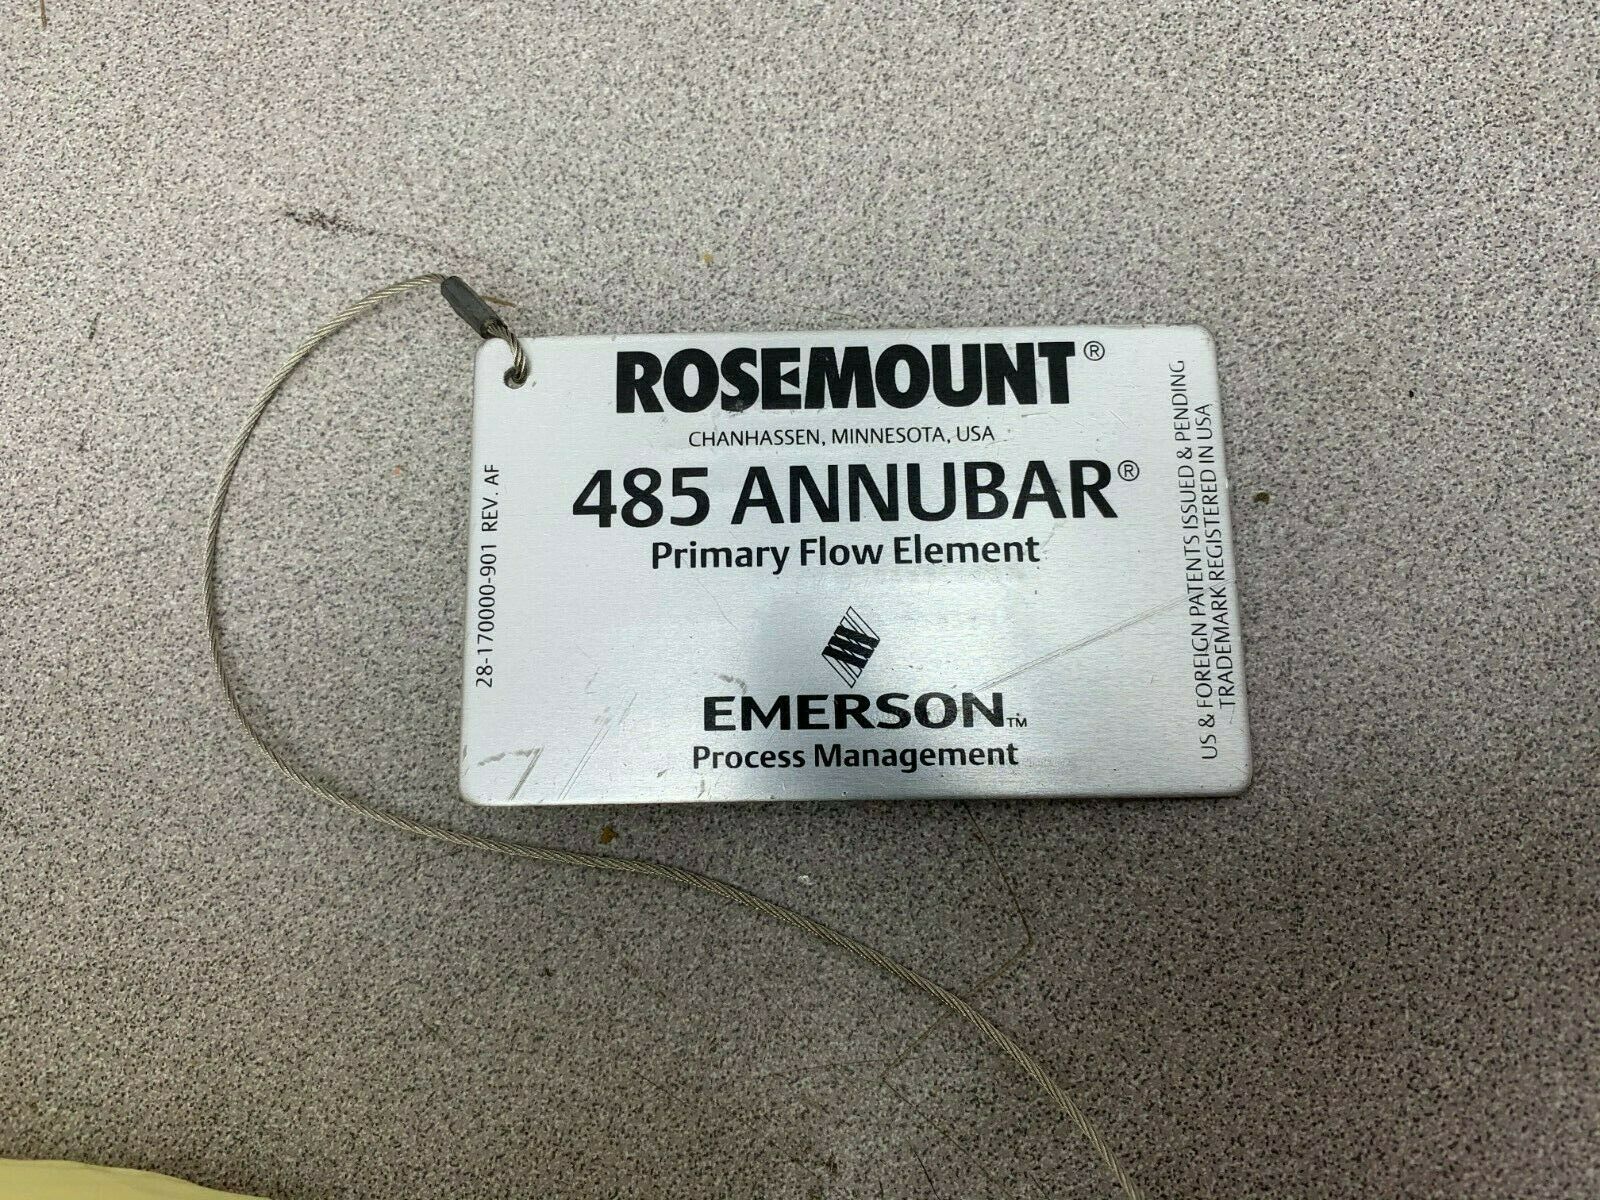 ROSEMOUNT®
CHANHASSEN, MINNESOTA, USA
485 ANNUBAR®
Primary Flow Element
EMERSON™
Process Management
28-170000-901 REV. AF
US & FOREIGN PATENTS ISSUED & PENDING
TRADEMARK REGISTERED IN USA